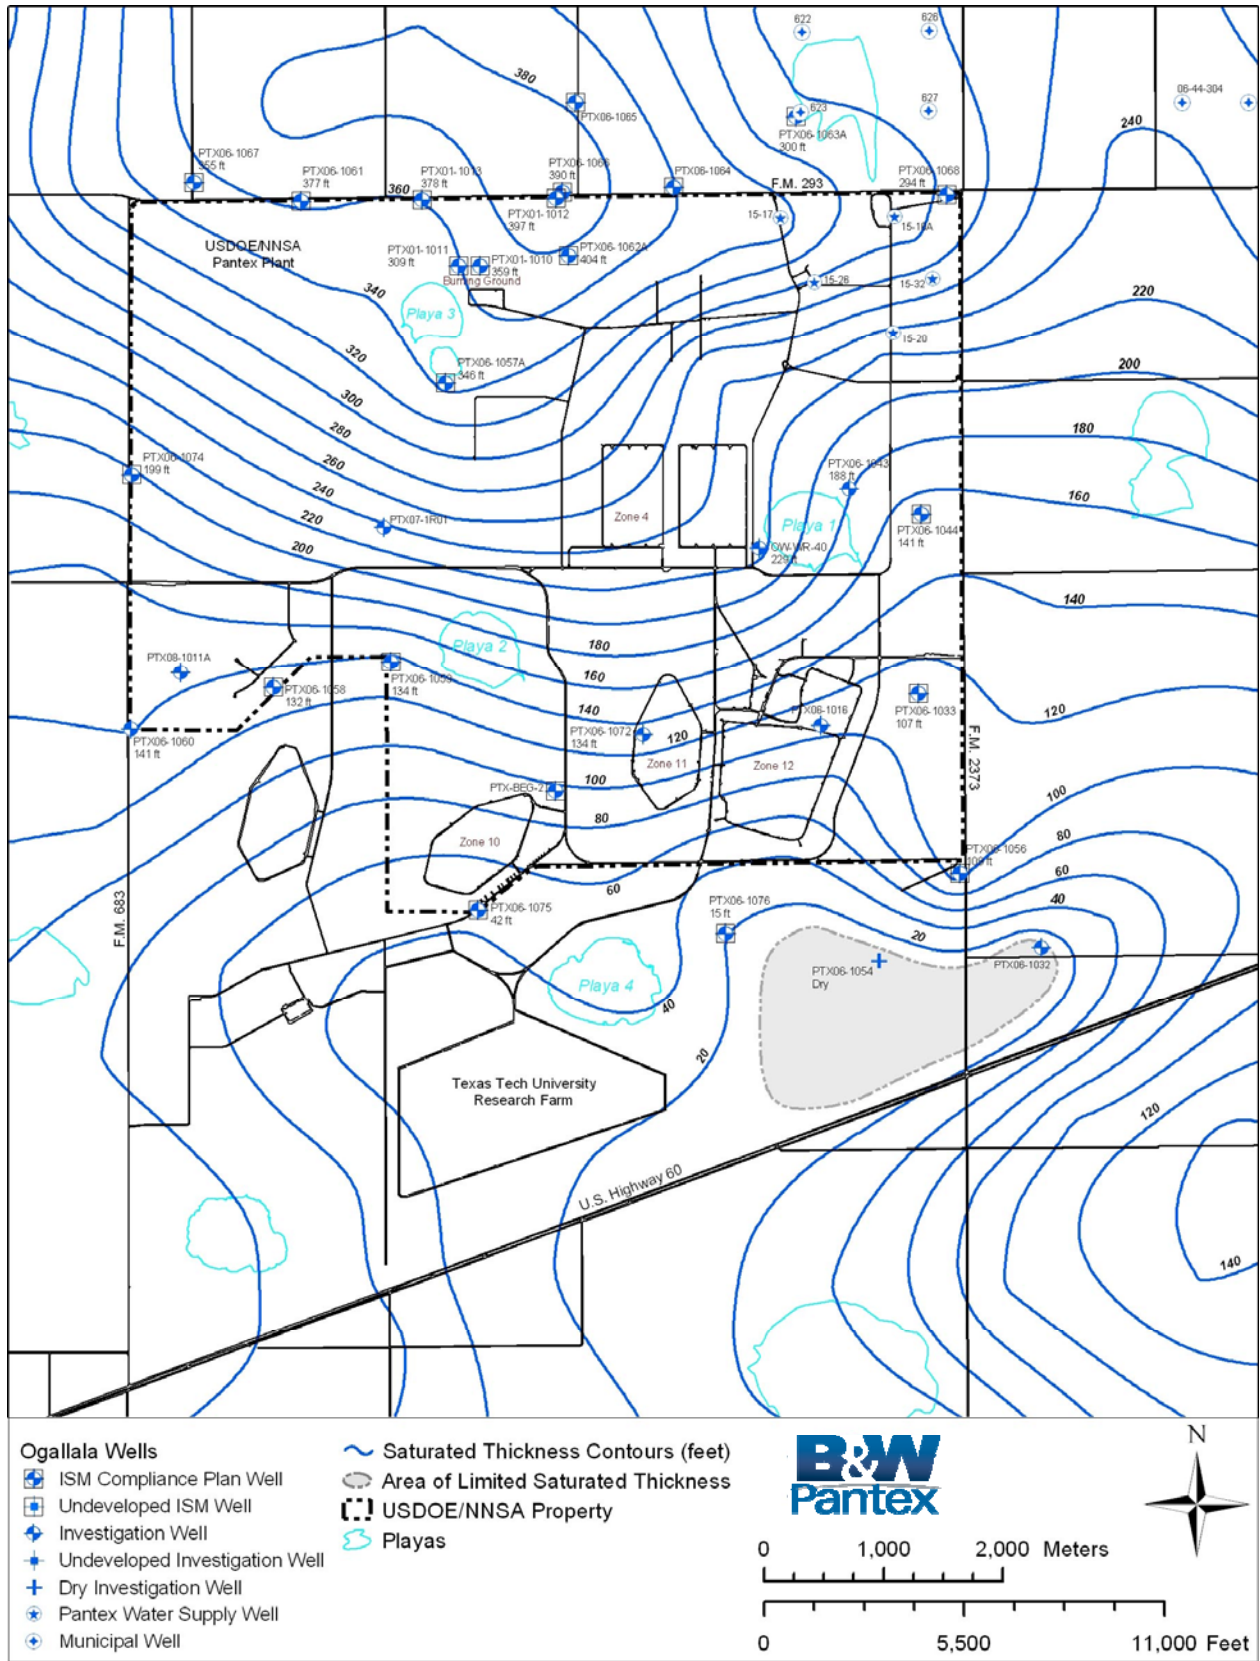 622
626
380
PTX06-1065
623
627
06-44-304
PTX06-1063A
300 ft
240
PTX06-1067
355 ft
PTX06-1061
377 ft
PTX01-1013
378 ft
PTX06-1066
390 ft
PTX06-1064
F.M. 293
PTX06-1068
294 ft
360
PTX01-1012
397 ft
15-17
USDOE/NNSA
Pantex Plant
PTX01-1011
309 ft
PTX01-1010
359 ft
PTX06-1062A
404 ft
Burning Ground
15-26
15-32
340
Playa 3
220
15-20
320
PTX06-1057A
346 ft
200
300
280
180
260
PTX06-1074
199 ft
PTX06-1043
188 ft
240
160
220
PTX07-1R01
Zone 4
Playa 1
PTX06-1044
141 ft
200
OW-WR-40
229 ft
140
180
Playa 2
PTX08-1011A
160
PTX06-1058
132 ft
PTX06-1059
134 ft
PTX06-1033
107 ft
140
120
PTX06-1060
141 ft
PTX06-1072
134 ft
120
PTX06-1016
Zone 11
Zone 12
F.M. 2373
100
PTX-BEG-2
100
80
Zone 10
80
PTX06-1056
100 ft
60
60
40
F.M. 683
PTX06-1075
42 ft
PTX06-1076
15 ft
20
PTX06-1032
PTX06-1054
Dry
Playa 4
40
20
Texas Tech University
Research Farm
120
U.S. Highway 60
140
Ogallala Wells
ISM Compliance Plan Well
Undeveloped ISM Well
Investigation Well
Undeveloped Investigation Well
Dry Investigation Well
Pantex Water Supply Well
Municipal Well
Saturated Thickness Contours (feet)
Area of Limited Saturated Thickness
USDOE/NNSA Property
Playas
B&W
Pantex
N
0 1,000 2,000 Meters
0 5,500 11,000 Feet